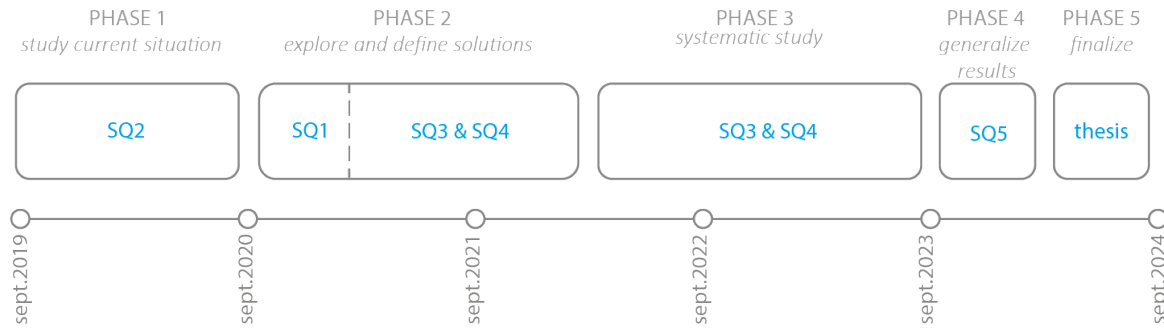 PHASE 1
study current situation
PHASE 2
explore and define solutions
PHASE 3
systematic study
PHASE 4
generalize
results
PHASE 5
finalize
SQ2
SQ1
SQ3 & SQ4
SQ3 & SQ4
SQ5
thesis
sept.2019
sept.2020
sept.2021
sept.2022
sept.2023
sept.2024